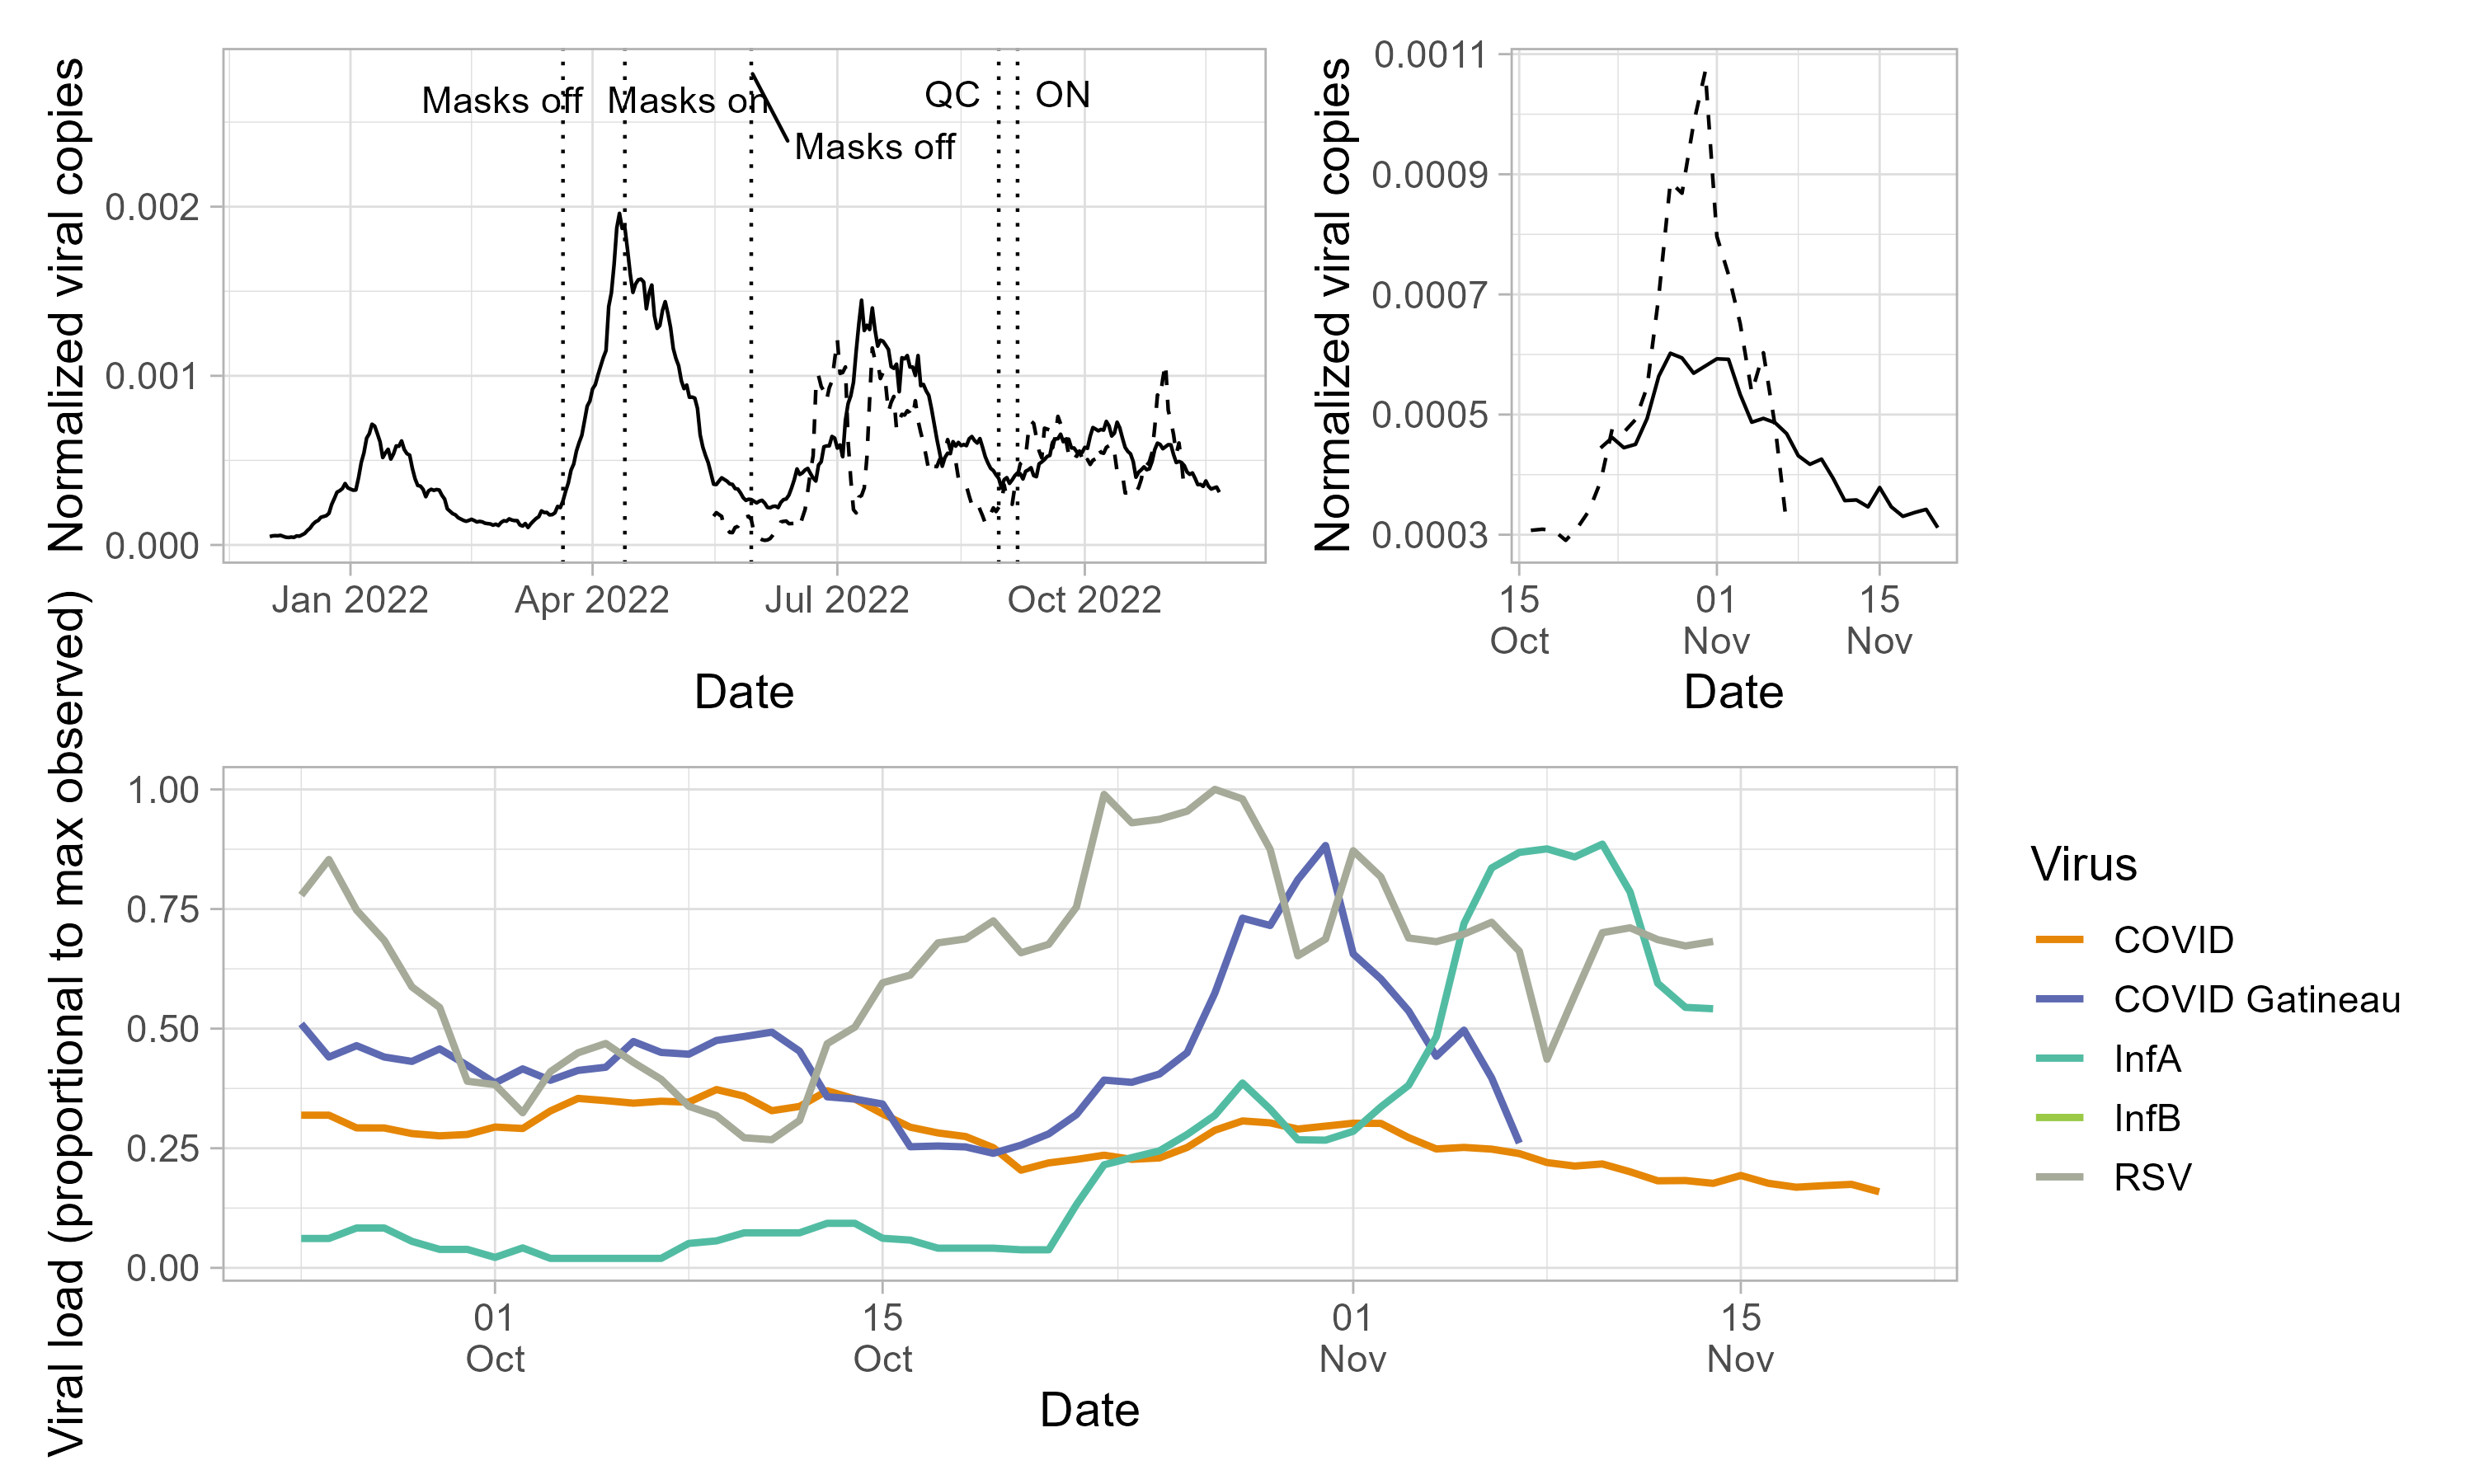 Normalized viral copies
Masks off
Masks on
Masks off
QC
ON
0.002
0.001
0.000
Jan 2022
Apr 2022
Jul 2022
Oct 2022
Date
Normalized viral copies
0.0011
0.0009
0.0007
0.0005
0.0003
15
Oct
01
Nov
15
Nov
Date
Viral load (proportional to max observed)
1.00
0.75
0.50
0.25
0.00
01
Oct
15
Oct
01
Nov
15
Nov
Date
Virus
COVID
COVID Gatineau
InfA
InfB
RSV